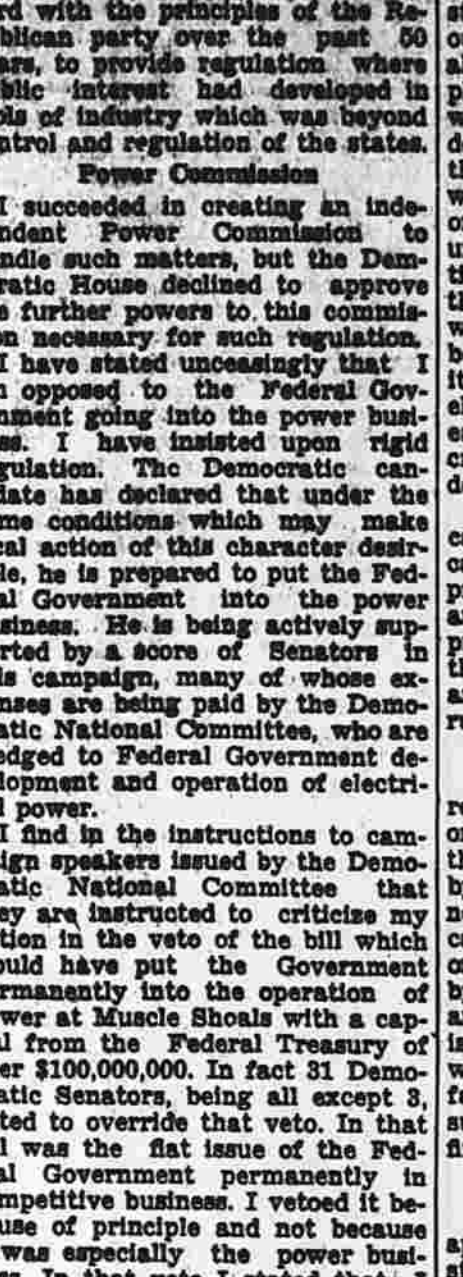 rd with the principles of the Re-
blican party over the past 50
ars, to provide regulation where
blic interest had developed in
ols of industry which was beyond
ntrol and regulation of the states.
Power Commission
I succeeded in creating an inde-
ndent Power Commission to
ndle such matters, but the Dem-
ratic House declined to approve
e further powers to this commis-
on necessary for such regulation.
I have stated unceasingly that I
n opposed to the Federal Gov-
nment going into the power busi-
ss. I have insisted upon rigid
gulation. The Democratic can-
idate has declared that under the
me conditions which may make
cal action of this character desir-
le, he is prepared to put the Fed-
al Government into the power
siness. He is being actively sup-
rted by a score of Senators in
is campaign, many of whose ex-
nses are being paid by the Demo-
atic National Committee, who are
edged to Federal Government de-
lopment and operation of electri-
l power.
I find in the instructions to cam-
ign speakers issued by the Demo-
atic National Committee that
ey are instructed to criticize my
tion in the veto of the bill which
ould have put the Government
rmanently into the operation of
wer at Muscle Shoals with a cap-
al from the Federal Treasury of
er $100,000,000. In fact 31 Demo-
atic Senators, being all except 3,
ted to override that veto. In that
l was the flat issue of the Fed-
al Government permanently in
mpetitive business. I vetoed it be-
use of principle and not because
was especially the power busi-
ss. In that veto I stated that I